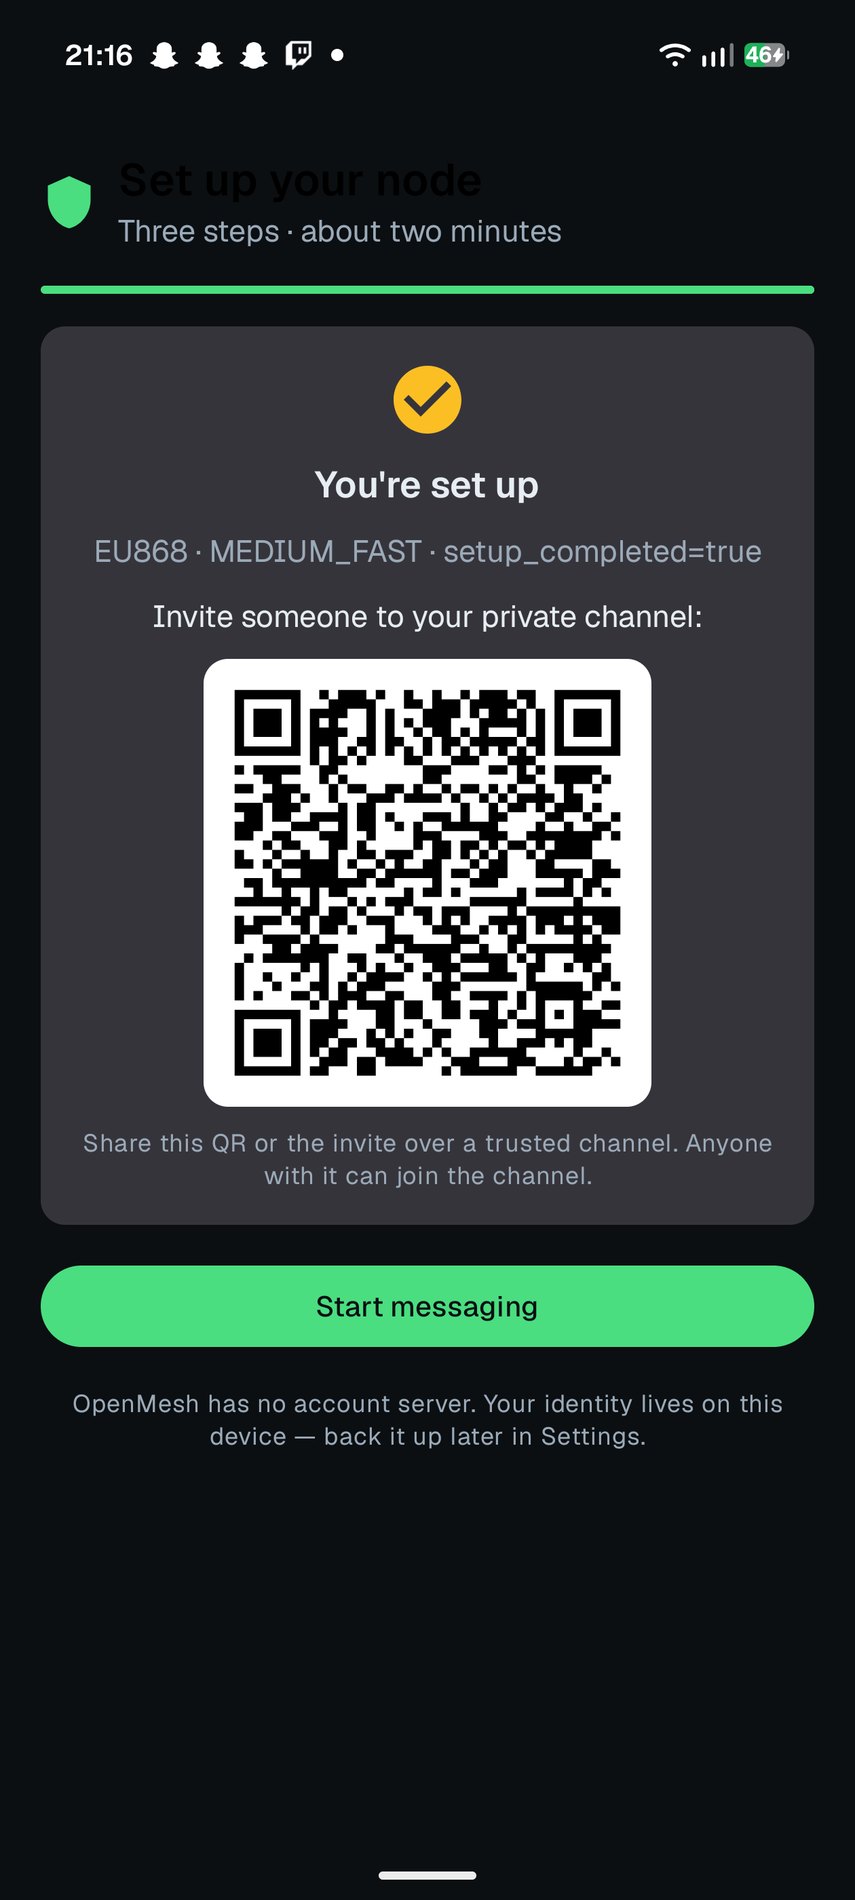 21:16
46
Set up your node
Three steps · about two minutes
You're set up
EU868 · MEDIUM_FAST · setup_completed=true
Invite someone to your private channel:
Share this QR or the invite over a trusted channel. Anyone
with it can join the channel.
Start messaging
OpenMesh has no account server. Your identity lives on this
device — back it up later in Settings.